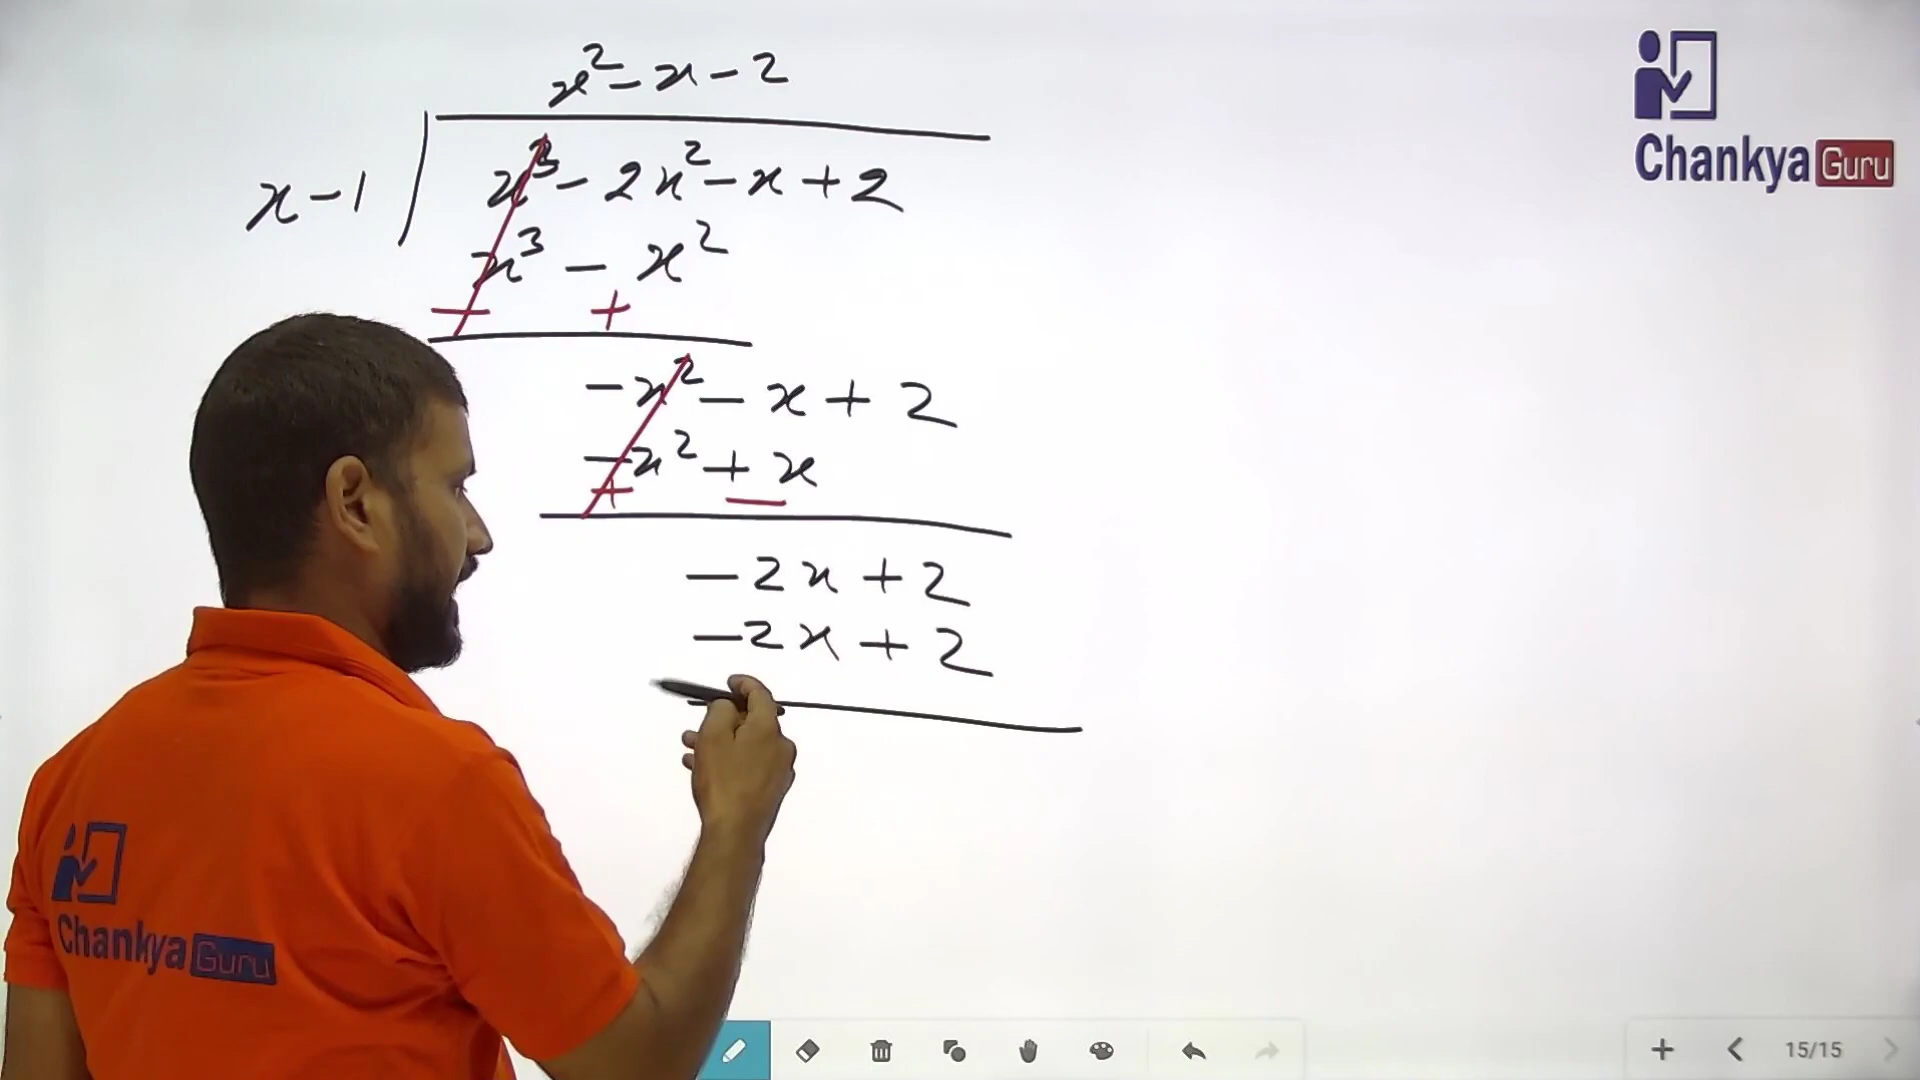 x² - x - 2
x - 1 x³ - 2x² - x + 2
x³ - x²
- +
-x² - x + 2
-x² + x
+ -
-2x + 2
-2x + 2
Chankya Guru
Chankya Guru
15/15